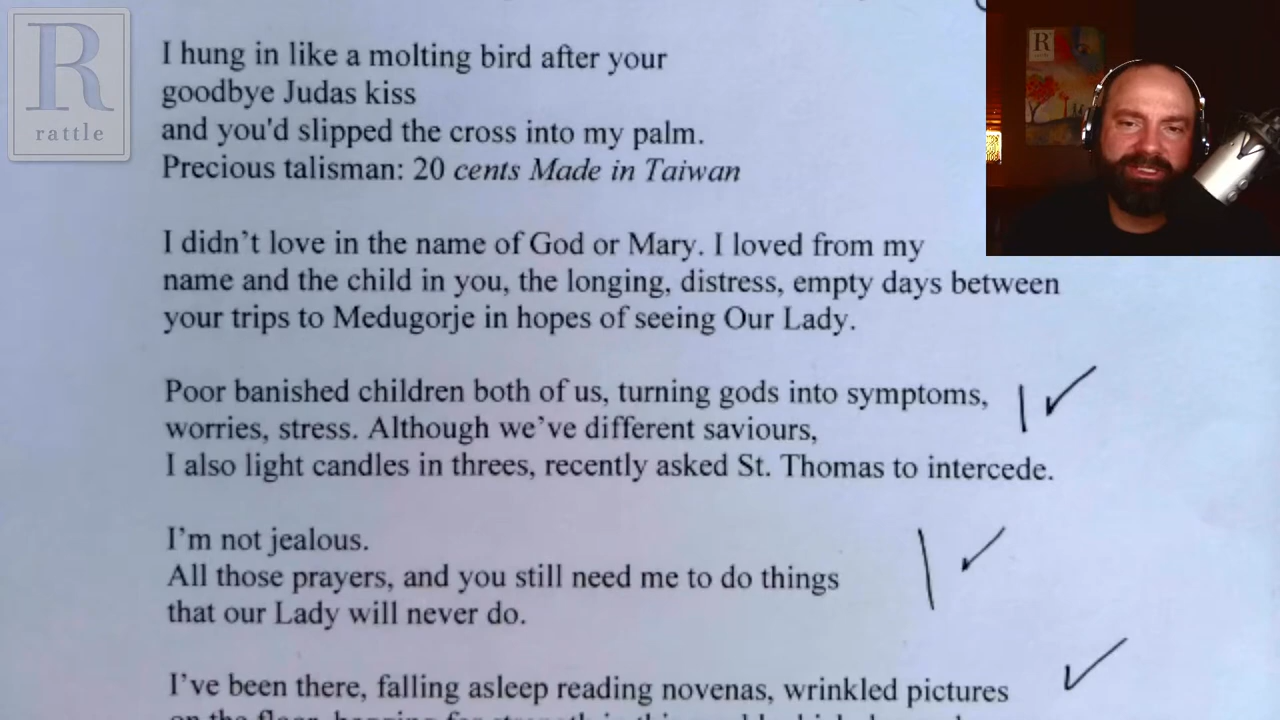 R
rattle
R
I hung in like a molting bird after your
goodbye Judas kiss
and you'd slipped the cross into my palm.
Precious talisman: 20 cents Made in Taiwan
I didn’t love in the name of God or Mary. I loved from my
name and the child in you, the longing, distress, empty days between
your trips to Medugorje in hopes of seeing Our Lady.
Poor banished children both of us, turning gods into symptoms,
worries, stress. Although we’ve different saviours,
I also light candles in threes, recently asked St. Thomas to intercede.
I’m not jealous.
All those prayers, and you still need me to do things
that our Lady will never do.
I’ve been there, falling asleep reading novenas, wrinkled pictures